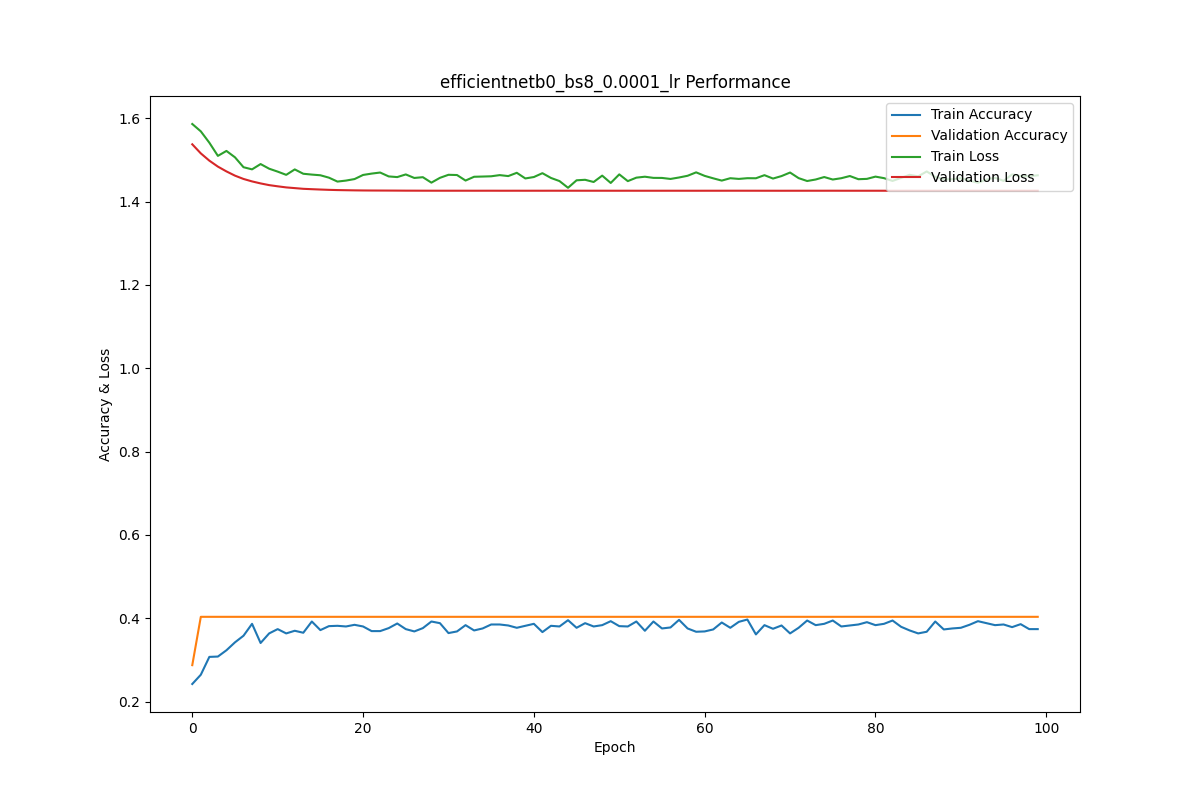 efficientnetb0_bs8_0.0001_lr Performance
Train Accuracy
Validation Accuracy
Train Loss
Validation Loss
Accuracy & Loss
1.6
1.4
1.2
1.0
0.8
0.6
0.4
0.2
0
20
40
60
80
100
Epoch